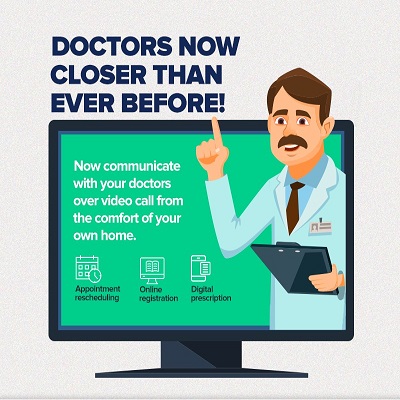 DOCTORS NOW
CLOSER THAN
EVER BEFORE!
Now communicate
with your doctors
over video call from
the comfort of your
own home.
Appointment
rescheduling
Online
registration
Digital
prescription